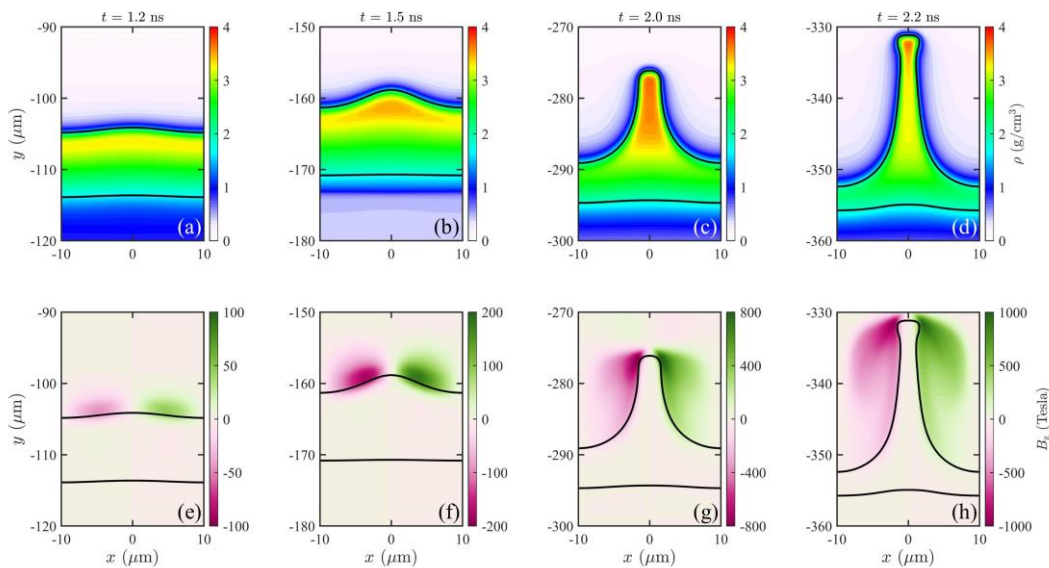 t = 1.2 ns
t = 1.5 ns
t = 2.0 ns
t = 2.2 ns
-90
-100
-110
-120
y (μm)
-10 0 10
4
3
2
1
0
(a)
-150
-160
-170
-180
-10 0 10
4
3
2
1
0
(b)
-270
-280
-290
-300
-10 0 10
4
3
2
1
0
(c)
-330
-340
-350
-360
-10 0 10
4
3
2
1
0
ρ (g/cm³)
(d)
-90
-100
-110
-120
y (μm)
-10 0 10
x (μm)
100
50
0
-50
-100
(e)
-150
-160
-170
-180
-10 0 10
x (μm)
200
100
0
-100
-200
(f)
-270
-280
-290
-300
-10 0 10
x (μm)
800
400
0
-400
-800
(g)
-330
-340
-350
-360
-10 0 10
x (μm)
1000
500
0
-500
-1000
B_z (Tesla)
(h)